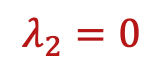 λ₂ = 0